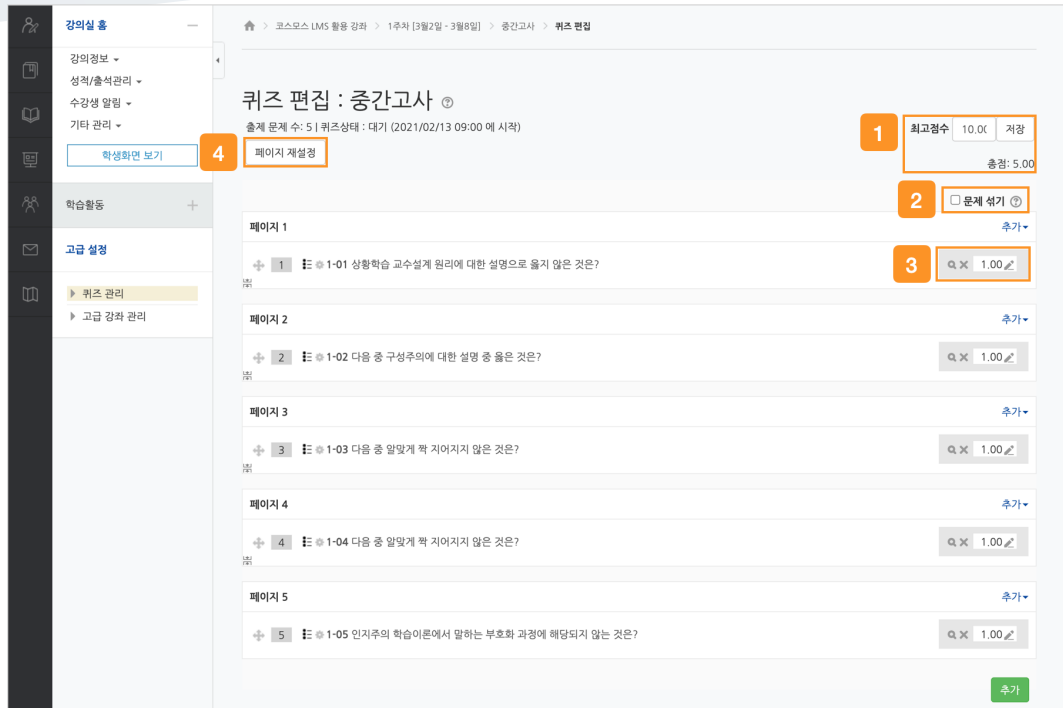 강의실 홈
강의정보
성적/출석관리
수강생 알림
기타 관리
학생화면 보기
학습활동
고급 설정
퀴즈 관리
고급 강좌 관리
코스모스 LMS 활용 강좌 > 1주차 [3월2일 - 3월8일] > 중간고사 > 퀴즈 편집
퀴즈 편집 : 중간고사
출제 문제 수: 5 | 퀴즈상태 : 대기 (2021/02/13 09:00 에 시작)
1 최고점수 10.0( 저장
4 페이지 재설정
총점: 5.00
2 문제 섞기
페이지 1 추가
1 1-01 상황학습 교수설계 원리에 대한 설명으로 옳지 않은 것은? 3 1.00
페이지 2 추가
2 1-02 다음 중 구성주의에 대한 설명 중 옳은 것은? 1.00
페이지 3 추가
3 1-03 다음 중 알맞게 짝 지어지지 않은 것은? 1.00
페이지 4 추가
4 1-04 다음 중 알맞게 짝 지어지지 않은 것은? 1.00
페이지 5 추가
5 1-05 인지주의 학습이론에서 말하는 부호화 과정에 해당되지 않는 것은? 1.00
추가